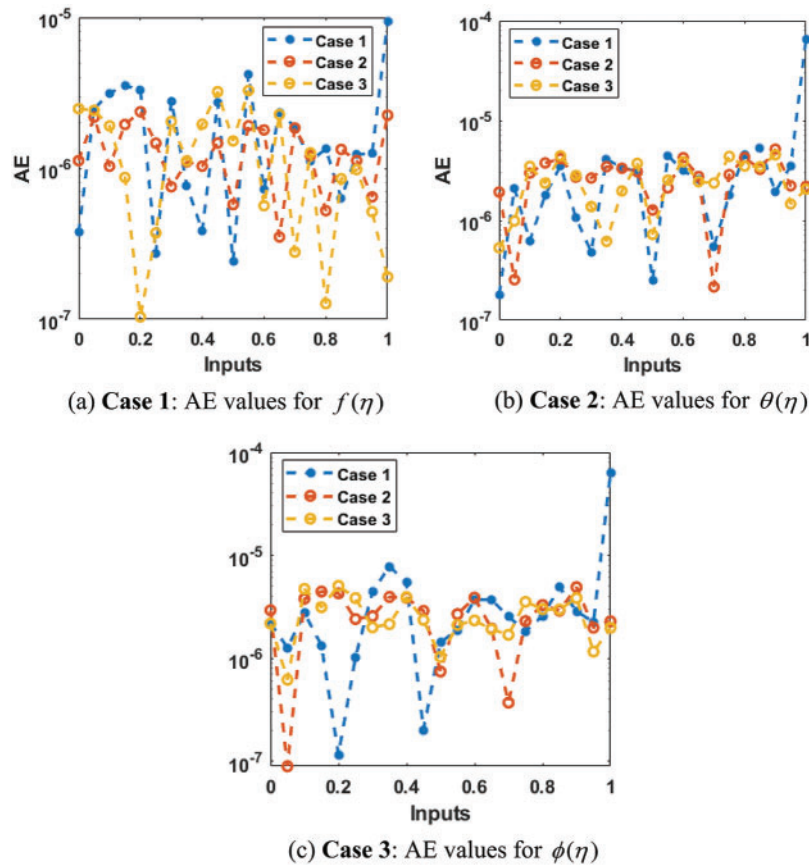 10^-5
10^-6
10^-7
AE
Case 1
Case 2
Case 3
0 0.2 0.4 0.6 0.8 1
Inputs
(a) Case 1: AE values for f(η)
10^-4
10^-5
10^-6
10^-7
AE
Case 1
Case 2
Case 3
0 0.2 0.4 0.6 0.8 1
Inputs
(b) Case 2: AE values for θ(η)
10^-4
10^-5
10^-6
10^-7
AE
Case 1
Case 2
Case 3
0 0.2 0.4 0.6 0.8 1
Inputs
(c) Case 3: AE values for ϕ(η)